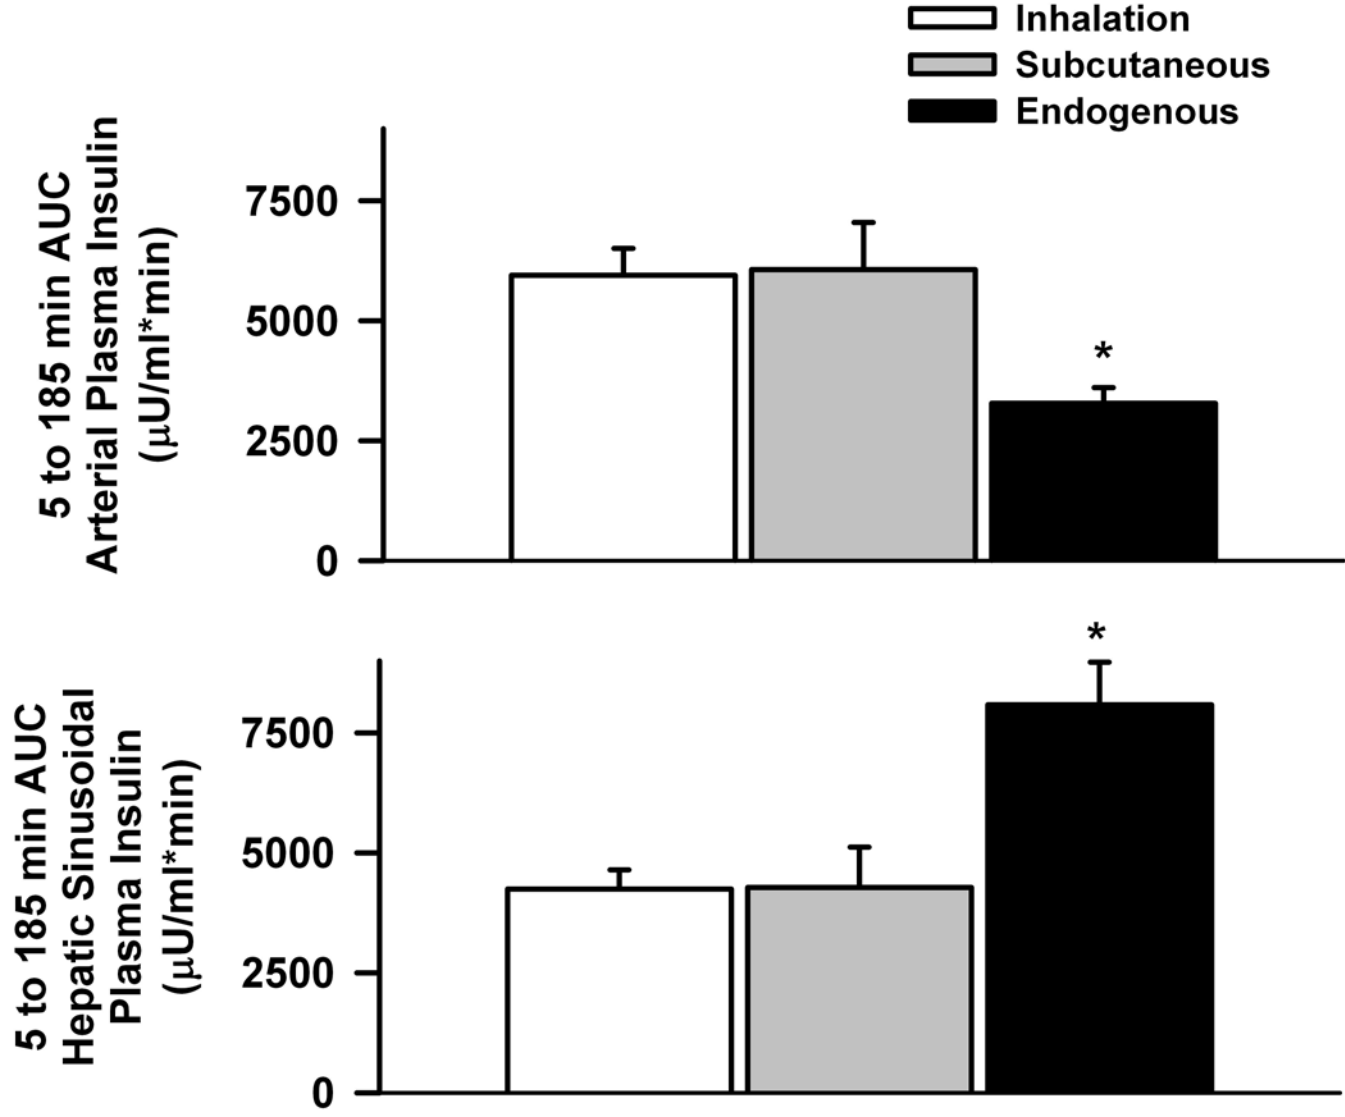 Inhalation
Subcutaneous
Endogenous
5 to 185 min AUC
Arterial Plasma Insulin
(μU/ml*min)
7500
5000
2500
0
*
5 to 185 min AUC
Hepatic Sinusoidal
Plasma Insulin
(μU/ml*min)
7500
5000
2500
0
*